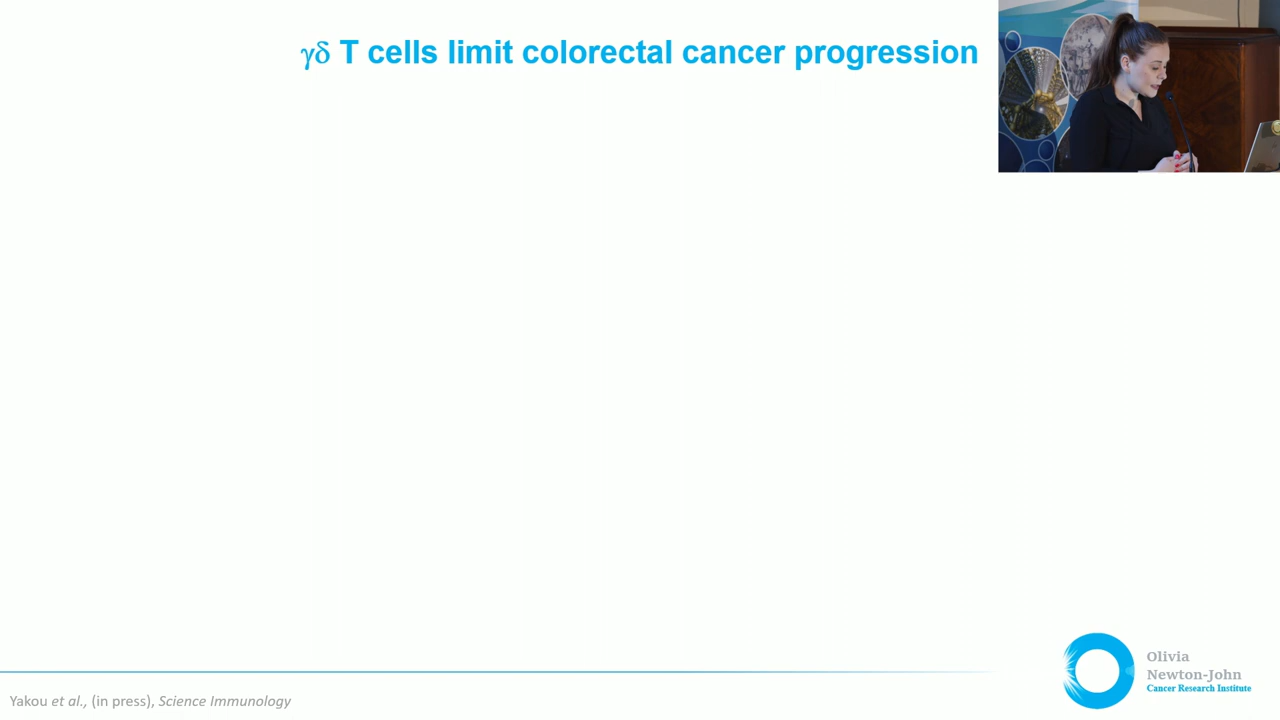 γδ T cells limit colorectal cancer progression
Olivia
Newton-John
Cancer Research Institute
Yakou et al., (in press), Science Immunology